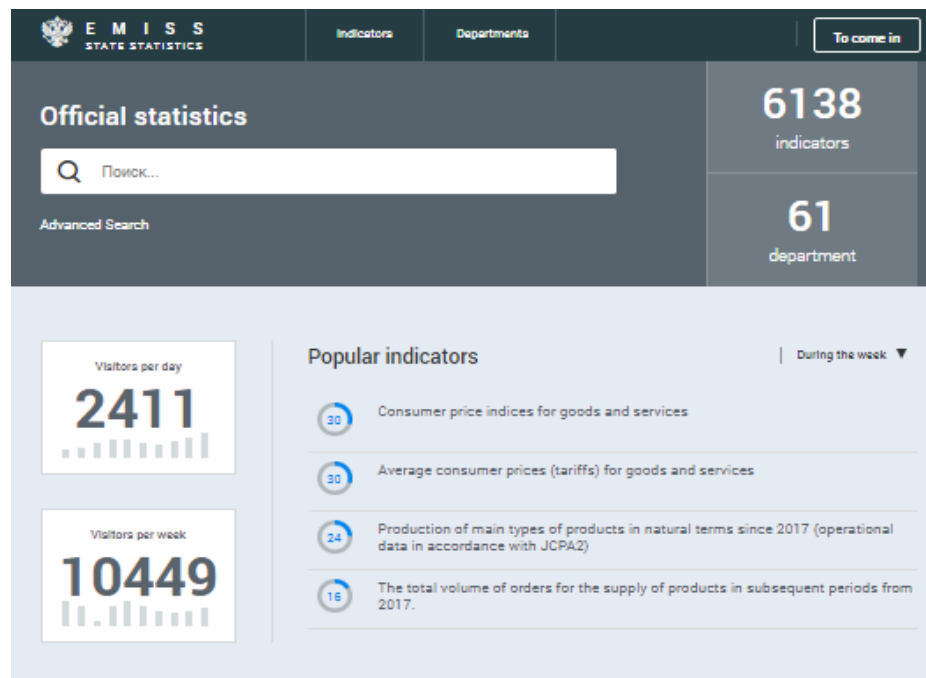 E M I S S
STATE STATISTICS
Indicators
Departments
To come in
Official statistics
Поиск...
Advanced Search
6138
indicators
61
department
Visitors per day
2411
Visitors per week
10449
Popular indicators
During the week ▼
30
Consumer price indices for goods and services
30
Average consumer prices (tariffs) for goods and services
24
Production of main types of products in natural terms since 2017 (operational
data in accordance with JCPA2)
16
The total volume of orders for the supply of products in subsequent periods from
2017.